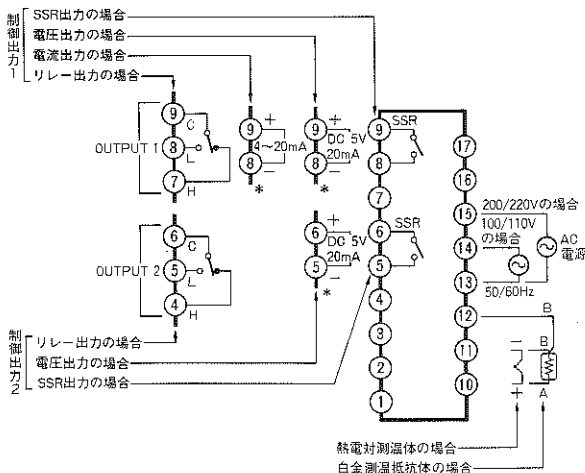 制御出力1
SSR出力の場合
電圧出力の場合
電流出力の場合
リレー出力の場合
OUTPUT 1
9
C
8
L
7
H
+
9
4～20mA
8
−
*
+
9
DC 5V
20mA
8
−
*
9
SSR
8
7
6
SSR
5
4
3
2
1
OUTPUT 2
6
C
5
L
4
H
+
6
DC 5V
20mA
5
−
*
17
16
15
14
13
12
11
10
200/220Vの場合
100/110V
の場合
AC
電源
50/60Hz
B
B
A
−
+
制御出力2
リレー出力の場合
電圧出力の場合
SSR出力の場合
熱電対測温体の場合
白金測温抵抗体の場合